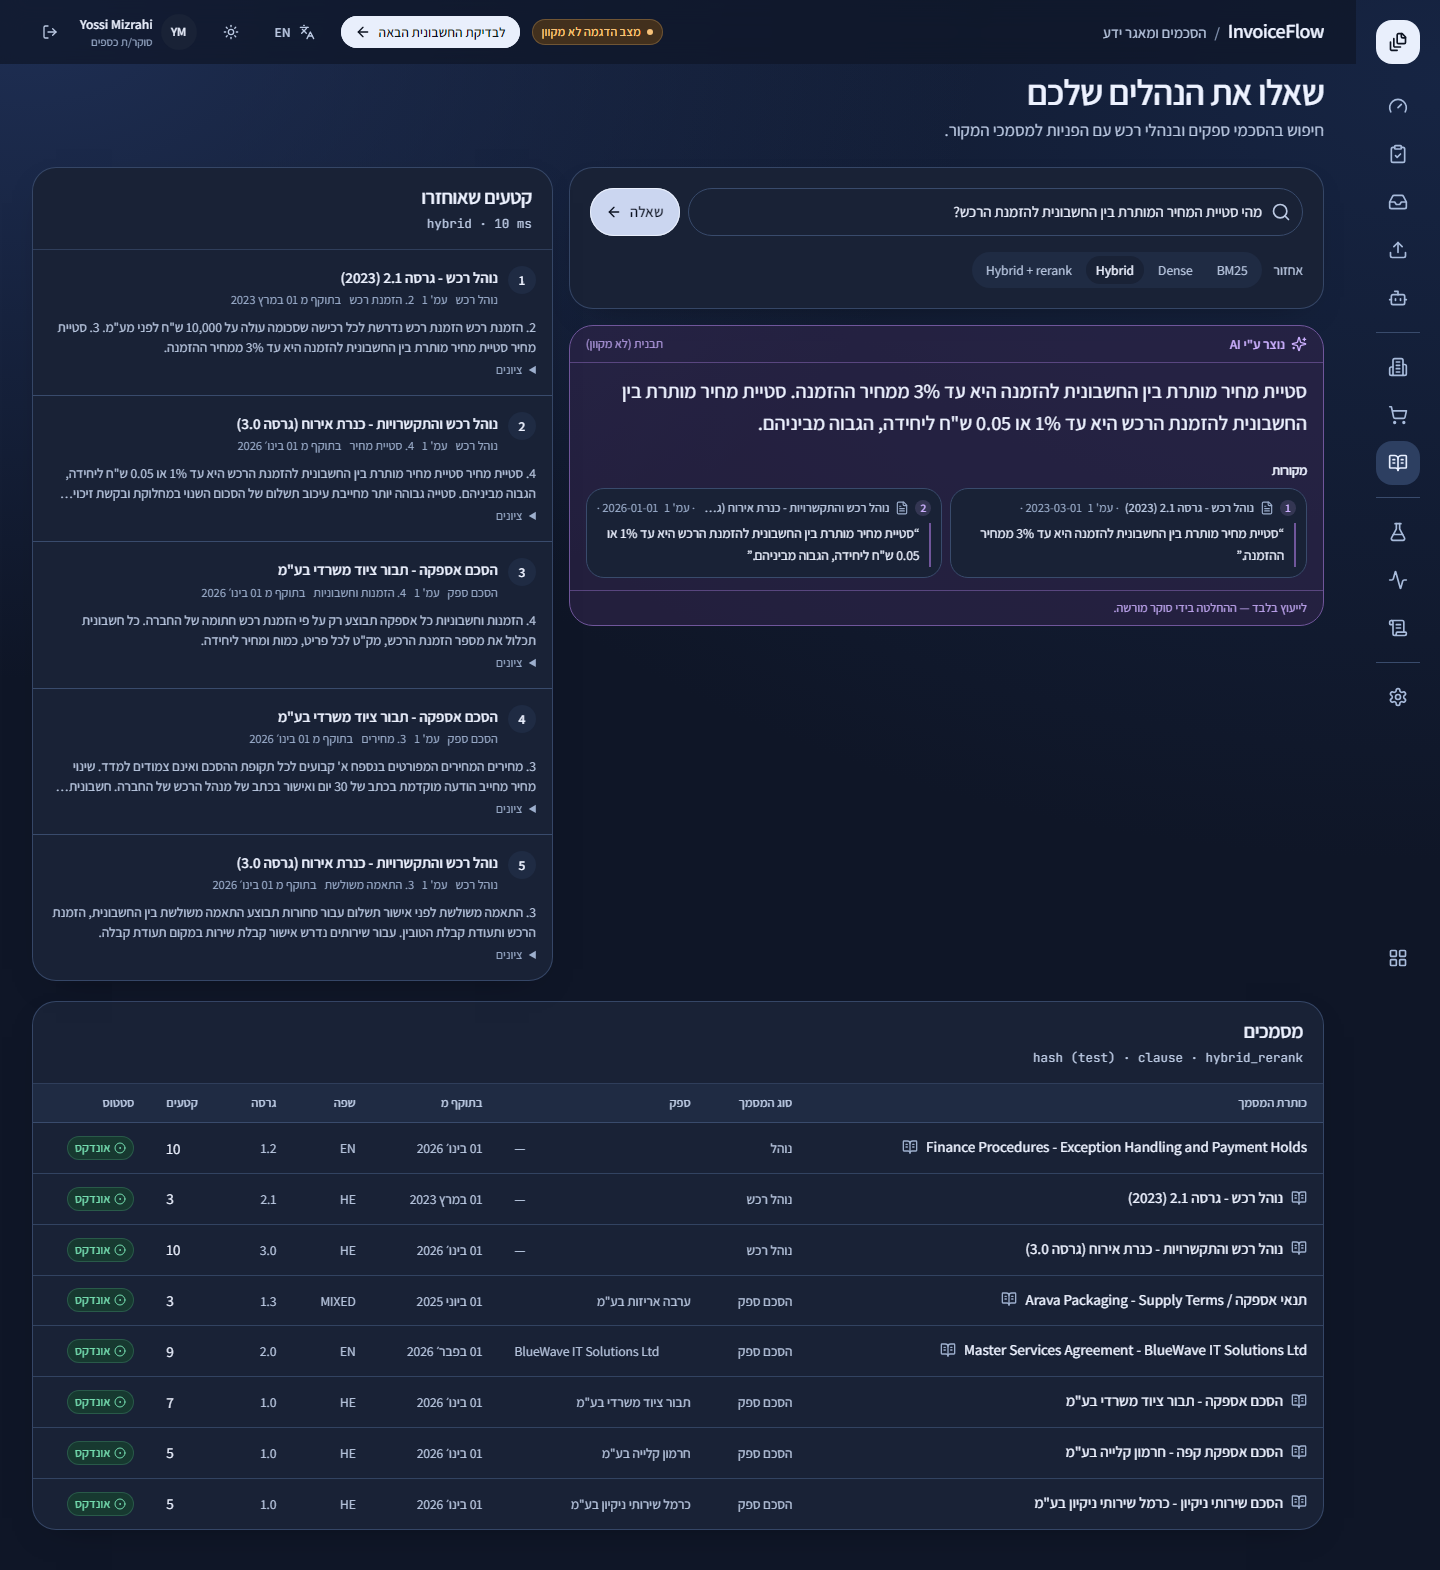 InvoiceFlow / הסכמים ומאגר ידע
מצב הדגמה לא מקוון
לבדיקת החשבונית הבאה
EN
YM
Yossi Mizrahi
סוקר/ת כספים
שאלו את הנהלים שלכם
חיפוש בהסכמי ספקים ובנהלי רכש עם הפניות למסמכי המקור.
מהי סטיית המחיר המותרת בין החשבונית להזמנת הרכש?
שאלה
אחזור
BM25
Dense
Hybrid
Hybrid + rerank
נוצר ע"י AI
תבנית (לא מקוון)
סטיית מחיר מותרת בין החשבונית להזמנה היא עד 3% ממחיר ההזמנה. סטיית מחיר מותרת בין
החשבונית להזמנת הרכש היא עד 1% או 0.05 ש"ח ליחידה, הגבוה מביניהם.
מקורות
1 נוהל רכש - גרסה 2.1 (2023) · עמ' 1 · 2023-03-01
“סטיית מחיר מותרת בין החשבונית להזמנה היא עד 3% ממחיר
ההזמנה.”
2 נוהל רכש והתקשרויות - כנרת אירוח (ג… · עמ' 1 · 2026-01-01
“סטיית מחיר מותרת בין החשבונית להזמנת הרכש היא עד 1% או
0.05 ש"ח ליחידה, הגבוה מביניהם.”
לייעוץ בלבד — ההחלטה בידי סוקר מורשה.
קטעים שאוחזרו
hybrid · 10 ms
1 נוהל רכש - גרסה 2.1 (2023)
נוהל רכש עמ' 1 2. הזמנת רכש בתוקף מ 01 במרץ 2023
2. הזמנת רכש הזמנת רכש נדרשת לכל רכישה שסכומה עולה על 10,000 ש"ח לפני מע"מ. 3. סטיית
מחיר סטיית מחיר מותרת בין החשבונית להזמנה היא עד 3% ממחיר ההזמנה.
ציונים
2 נוהל רכש והתקשרויות - כנרת אירוח (גרסה 3.0)
נוהל רכש עמ' 1 4. סטיית מחיר בתוקף מ 01 בינו׳ 2026
4. סטיית מחיר סטיית מחיר מותרת בין החשבונית להזמנת הרכש היא עד 1% או 0.05 ש"ח ליחידה,
הגבוה מביניהם. סטייה גבוהה יותר מחייבת עיכוב תשלום של הסכום השנוי במחלוקת ובקשת זיכוי…
ציונים
3 הסכם אספקה - תבור ציוד משרדי בע"מ
הסכם ספק עמ' 1 4. הזמנות וחשבוניות בתוקף מ 01 בינו׳ 2026
4. הזמנות וחשבוניות כל אספקה תבוצע רק על פי הזמנת רכש חתומה של החברה. כל חשבונית
תכלול את מספר הזמנת הרכש, מק"ט לכל פריט, כמות ומחיר ליחידה.
ציונים
4 הסכם אספקה - תבור ציוד משרדי בע"מ
הסכם ספק עמ' 1 3. מחירים בתוקף מ 01 בינו׳ 2026
3. מחירים המחירים המפורטים בנספח א' קבועים לכל תקופת ההסכם ואינם צמודים למדד. שינוי
מחיר מחייב הודעה מוקדמת בכתב של 30 יום ואישור בכתב של מנהל הרכש של החברה. חשבונית…
ציונים
5 נוהל רכש והתקשרויות - כנרת אירוח (גרסה 3.0)
נוהל רכש עמ' 1 3. התאמה משולשת בתוקף מ 01 בינו׳ 2026
3. התאמה משולשת לפני אישור תשלום עבור סחורות תבוצע התאמה משולשת בין החשבונית, הזמנת
הרכש ותעודת קבלת הטובין. עבור שירותים נדרש אישור קבלת שירות במקום תעודת קבלה.
ציונים
מסמכים
hash (test) · clause · hybrid_rerank
כותרת המסמך סוג המסמך ספק בתוקף מ שפה גרסה קטעים סטטוס
Finance Procedures - Exception Handling and Payment Holds נוהל — 01 בינו׳ 2026 EN 1.2 10 אונדקס
נוהל רכש - גרסה 2.1 (2023) נוהל רכש — 01 במרץ 2023 HE 2.1 3 אונדקס
נוהל רכש והתקשרויות - כנרת אירוח (גרסה 3.0) נוהל רכש — 01 בינו׳ 2026 HE 3.0 10 אונדקס
תנאי אספקה / Arava Packaging - Supply Terms הסכם ספק ערבה אריזות בע"מ 01 ביוני 2025 MIXED 1.3 3 אונדקס
Master Services Agreement - BlueWave IT Solutions Ltd הסכם ספק BlueWave IT Solutions Ltd 01 בפבר׳ 2026 EN 2.0 9 אונדקס
הסכם אספקה - תבור ציוד משרדי בע"מ הסכם ספק תבור ציוד משרדי בע"מ 01 בינו׳ 2026 HE 1.0 7 אונדקס
הסכם אספקת קפה - חרמון קלייה בע"מ הסכם ספק חרמון קלייה בע"מ 01 בינו׳ 2026 HE 1.0 5 אונדקס
הסכם שירותי ניקיון - כרמל שירותי ניקיון בע"מ הסכם ספק כרמל שירותי ניקיון בע"מ 01 בינו׳ 2026 HE 1.0 5 אונדקס